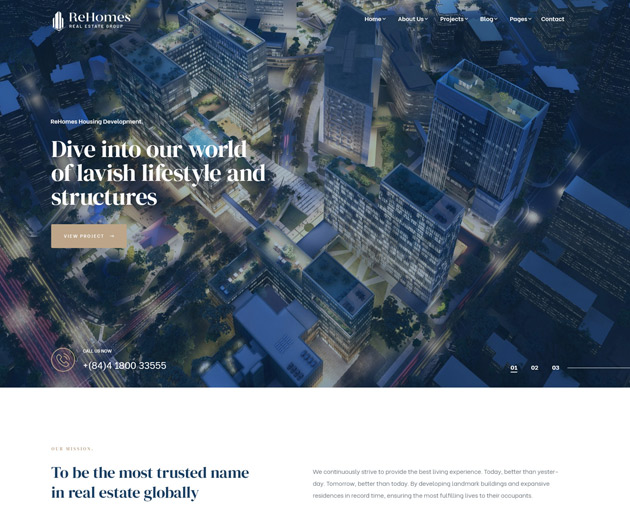 ReHomes
REAL ESTATE GROUP
Home
About Us
Projects
Blog
Pages
Contact
ReHomes Housing Development.
Dive into our world
of lavish lifestyle and
structures
VIEW PROJECT →
CALL US NOW
+(84)4 1800 33555
01 02 03
OUR MISSION.
To be the most trusted name
in real estate globally
We continuously strive to provide the best living experience. Today, better than yester-
day. Tomorrow, better than today. By developing landmark buildings and expansive
residences in record time, ensuring the most fulfilling lives to their occupants.